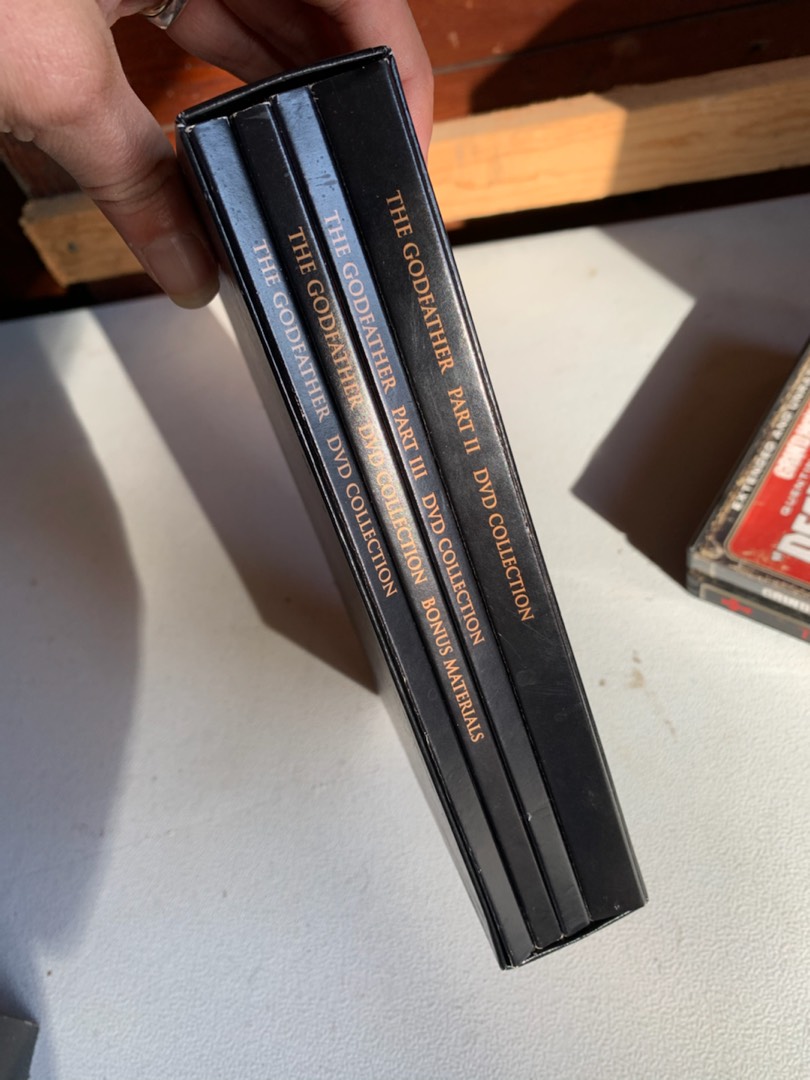 THE GODFATHER DVD COLLECTION
THE GODFATHER DVD COLLECTION BONUS MATERIALS
THE GODFATHER PART III DVD COLLECTION
THE GODFATHER PART II DVD COLLECTION